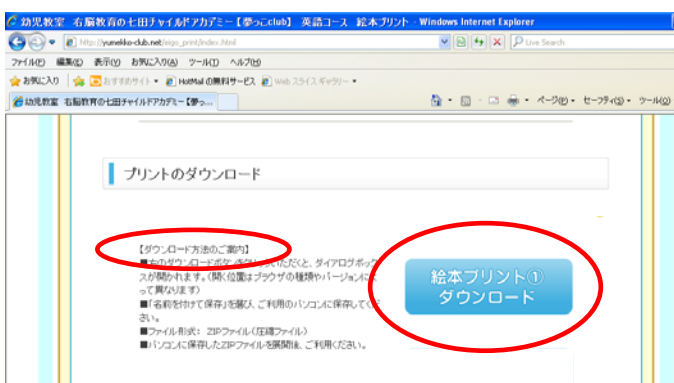 幼児教室 右脳教育の七田チャイルドアカデミー【夢っこclub】 英語コース 絵本プリント - Windows Internet Explorer
http://yumekko-club.net/eigo_print/index.html
Live Search
ファイル(F) 編集(E) 表示(V) お気に入り(A) ツール(T) ヘルプ(H)
お気に入り おすすめサイト HotMail の無料サービス Web スライス ギャラリー
幼児教室 右脳教育の七田チャイルドアカデミー【夢っ... ページ(P) セーフティ(S) ツール(O)
プリントのダウンロード
【ダウンロード方法のご案内】
■右のダウンロードボタンを いただくと、ダイアログボック
スが開かれます。（開く位置はブラウザの種類やバージョンによ
って異なります）
■「名前を付けて保存」を選び、ご利用のパソコンに保存してくだ
さい。
■ファイル形式： ZIPファイル（圧縮ファイル）
■パソコンに保存したZIPファイルを展開後、ご利用ください。
絵本プリント①
ダウンロード